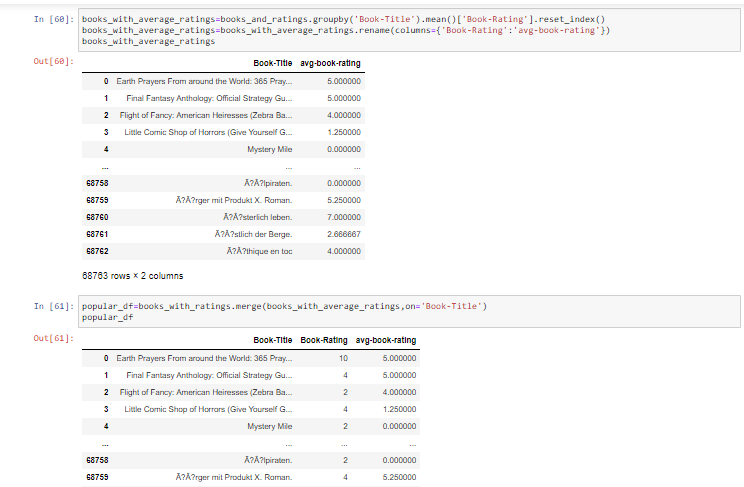 In [60]: books_with_average_ratings=books_and_ratings.groupby('Book-Title').mean()['Book-Rating'].reset_index()
books_with_average_ratings=books_with_average_ratings.rename(columns={'Book-Rating':'avg-book-rating'})
books_with_average_ratings
Out[60]:
Book-Title avg-book-rating
0 Earth Prayers From around the World: 365 Pray... 5.000000
1 Final Fantasy Anthology: Official Strategy Gu... 5.000000
2 Flight of Fancy: American Heiresses (Zebra Ba... 4.000000
3 Little Comic Shop of Horrors (Give Yourself G... 1.250000
4 Mystery Mile 0.000000
... ... ...
68758 Ã?Â?lpiraten. 0.000000
68759 Ã?Â?rger mit Produkt X. Roman. 5.250000
68760 Ã?Â?sterlich leben. 7.000000
68761 Ã?Â?stlich der Berge. 2.666667
68762 Ã?Â?thique en toc 4.000000
68763 rows × 2 columns
In [61]: popular_df=books_with_ratings.merge(books_with_average_ratings,on='Book-Title')
popular_df
Out[61]:
Book-Title Book-Rating avg-book-rating
0 Earth Prayers From around the World: 365 Pray... 10 5.000000
1 Final Fantasy Anthology: Official Strategy Gu... 4 5.000000
2 Flight of Fancy: American Heiresses (Zebra Ba... 2 4.000000
3 Little Comic Shop of Horrors (Give Yourself G... 4 1.250000
4 Mystery Mile 2 0.000000
... ... ... ...
68758 Ã?Â?lpiraten. 2 0.000000
68759 Ã?Â?rger mit Produkt X. Roman. 4 5.250000